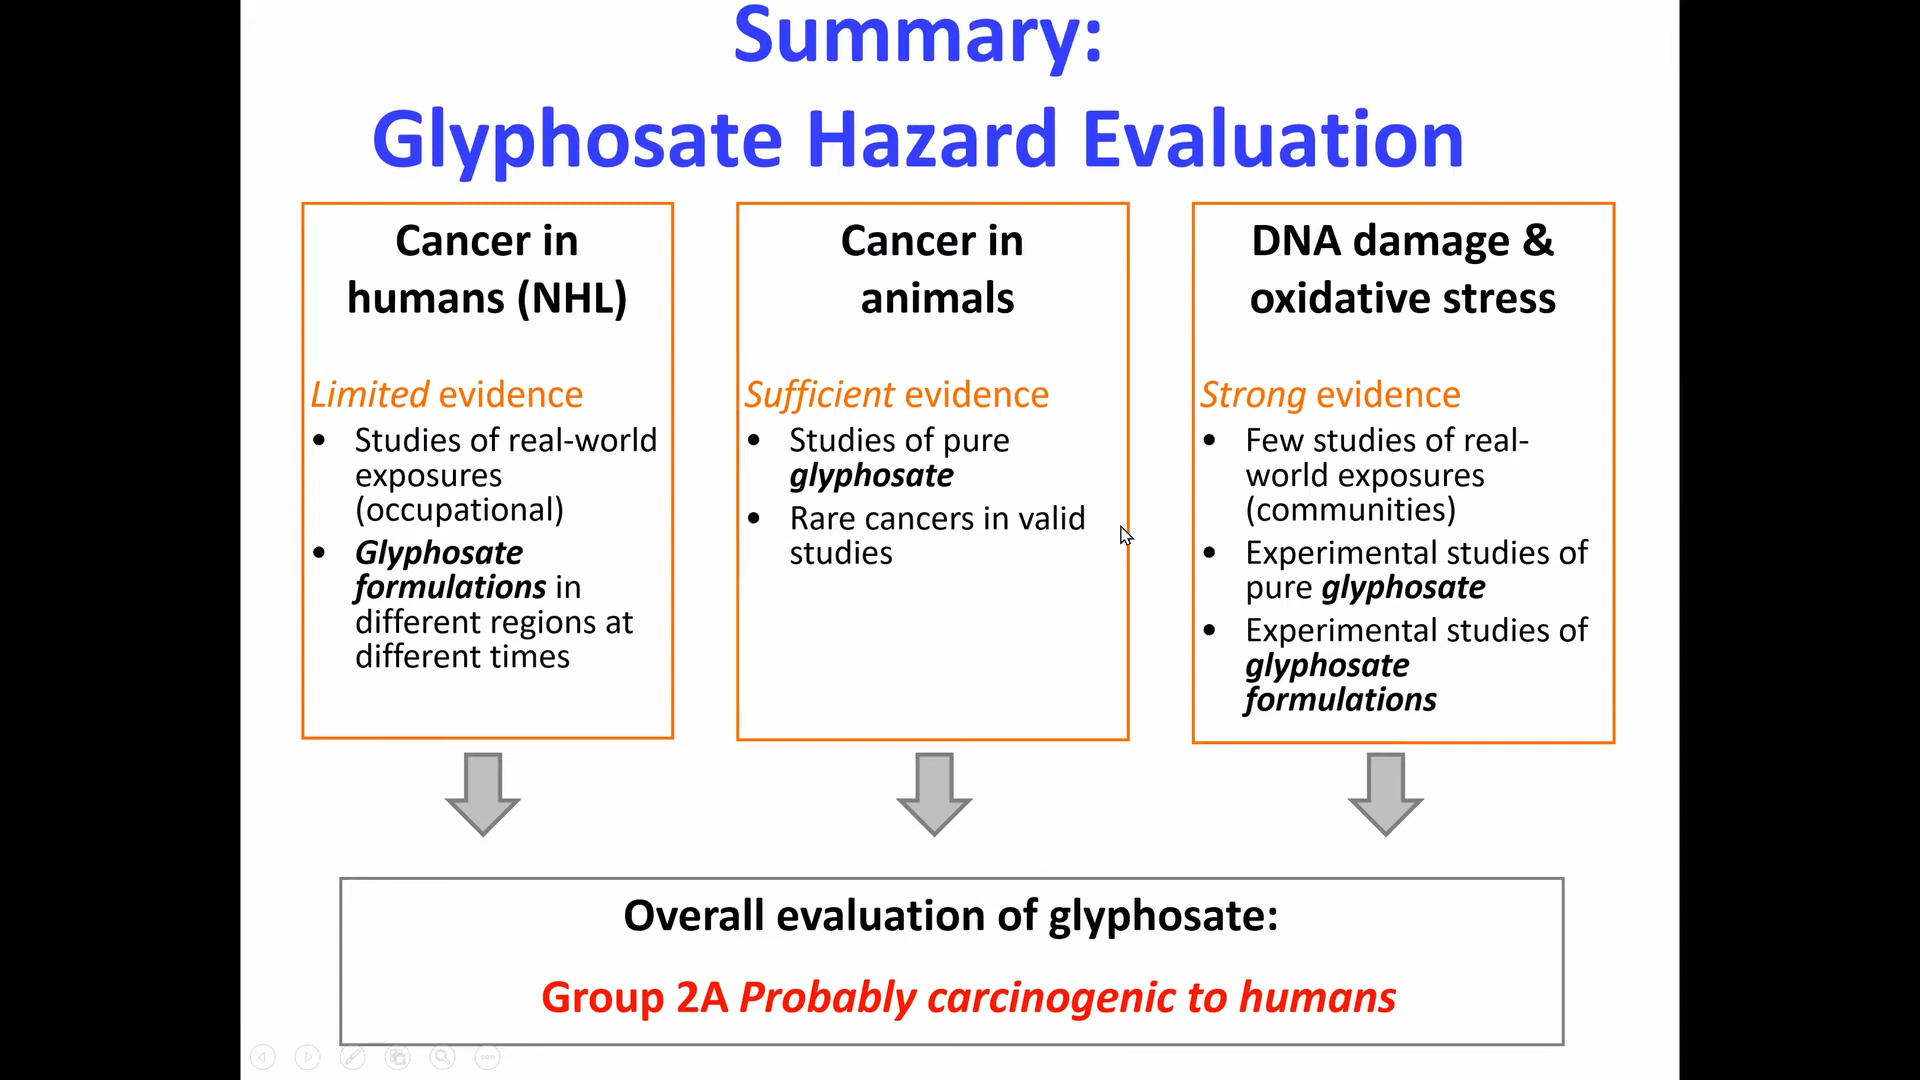 Summary:
Glyphosate Hazard Evaluation
Cancer in
humans (NHL)
Limited evidence
• Studies of real-world
exposures
(occupational)
• Glyphosate
formulations in
different regions at
different times
Cancer in
animals
Sufficient evidence
• Studies of pure
glyphosate
• Rare cancers in valid
studies
DNA damage &
oxidative stress
Strong evidence
• Few studies of real-
world exposures
(communities)
• Experimental studies of
pure glyphosate
• Experimental studies of
glyphosate
formulations
Overall evaluation of glyphosate:
Group 2A Probably carcinogenic to humans